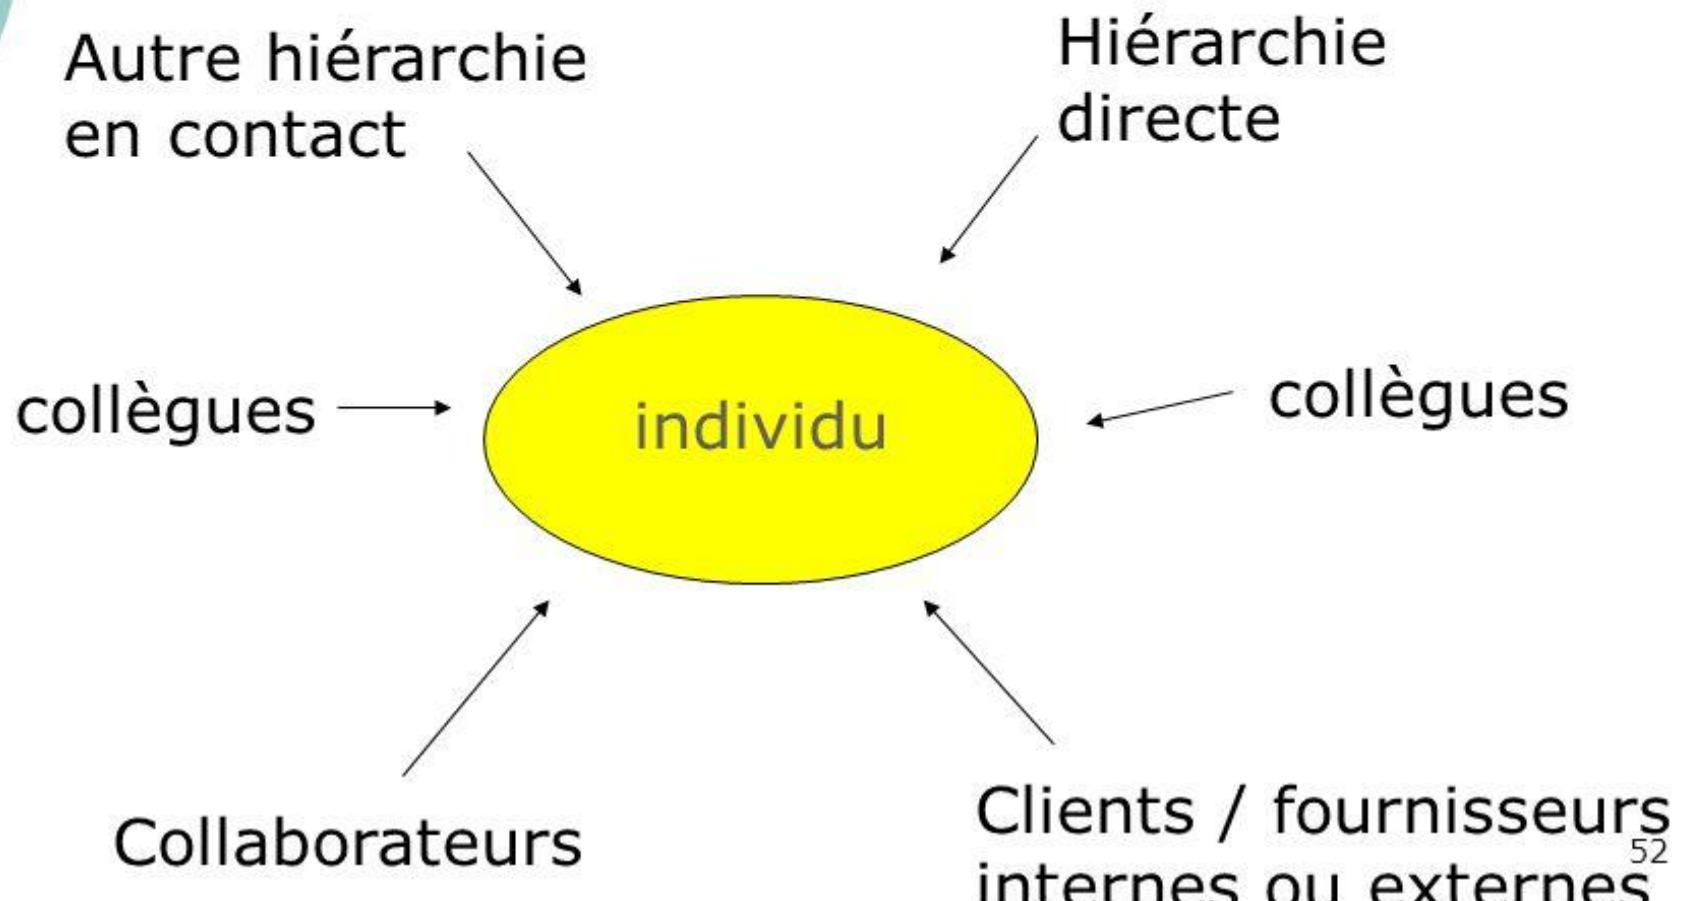 Autre hiérarchie
en contact
Hiérarchie
directe
collègues
individu
collègues
Collaborateurs
Clients / fournisseurs
internes ou externes
52